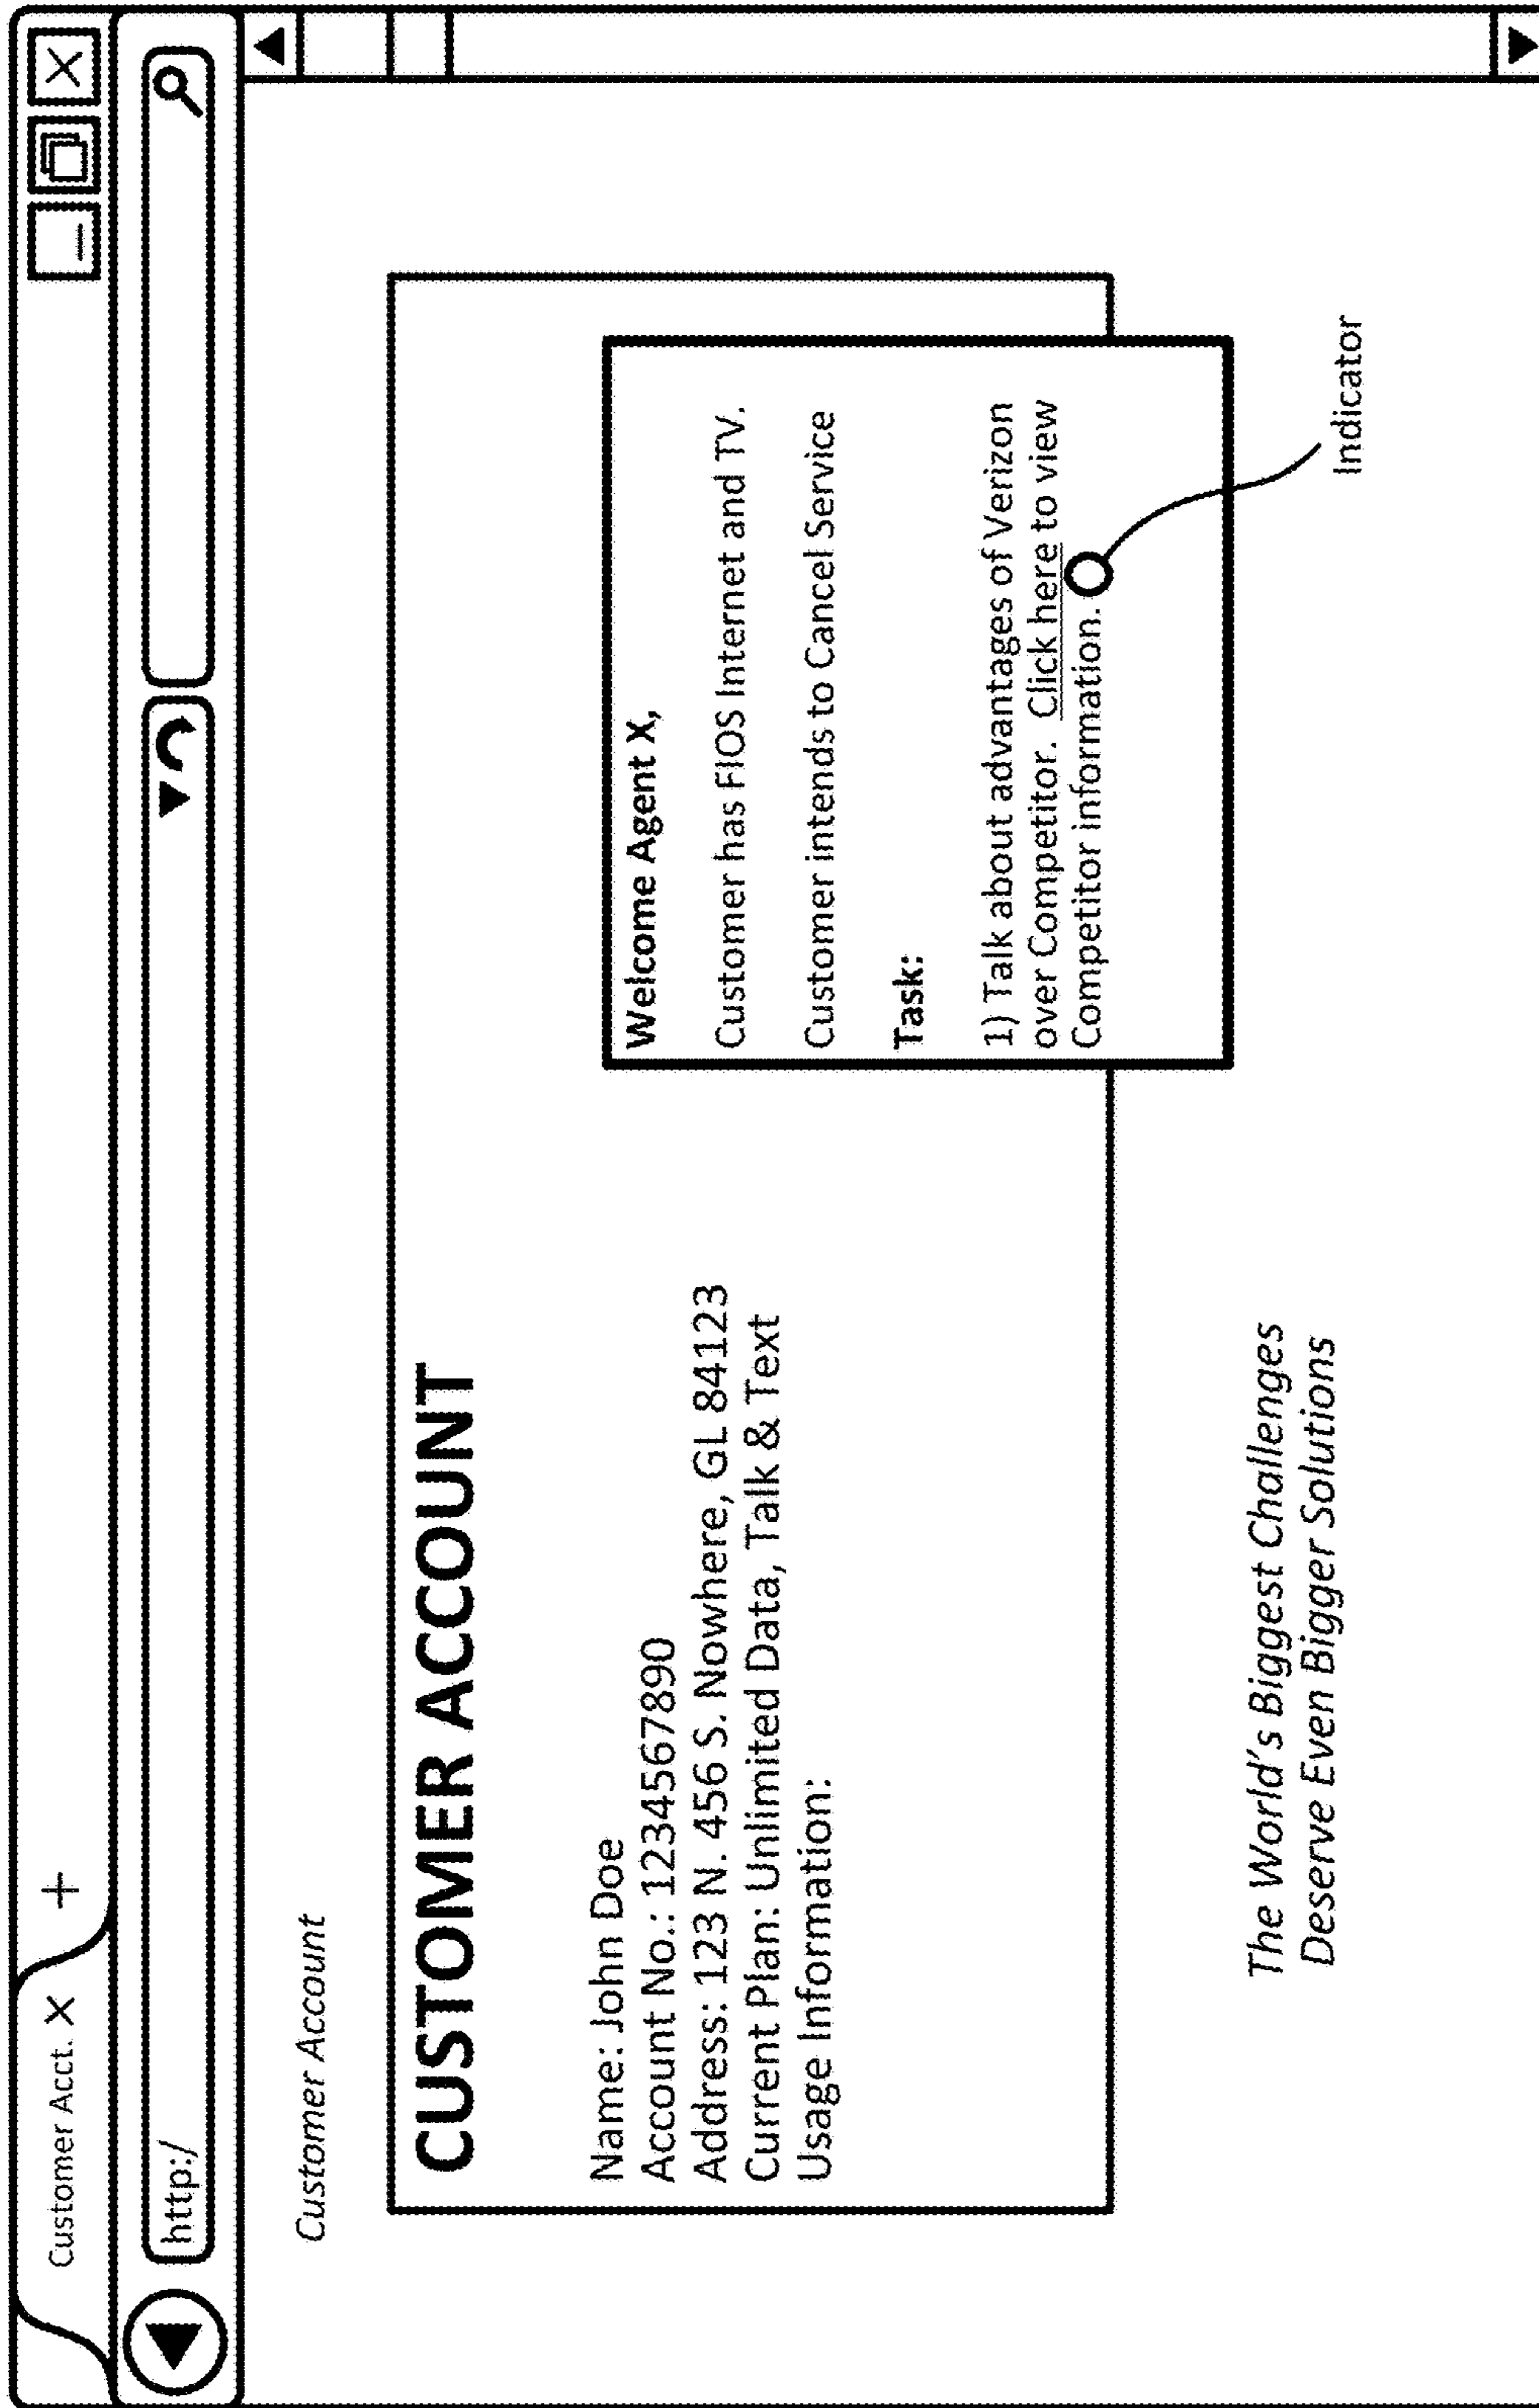 Customer Acct. X +
http:/
Customer Account
CUSTOMER ACCOUNT
Name: John Doe
Account No.: 1234567890
Address: 123 N. 456 S. Nowhere, GL 84123
Current Plan: Unlimited Data, Talk & Text
Usage Information:
Welcome Agent X,
Customer has FIOS Internet and TV.
Customer intends to Cancel Service
Task:
1) Talk about advantages of Verizon
over Competitor. Click here to view
Competitor information.
Indicator
The World's Biggest Challenges
Deserve Even Bigger Solutions